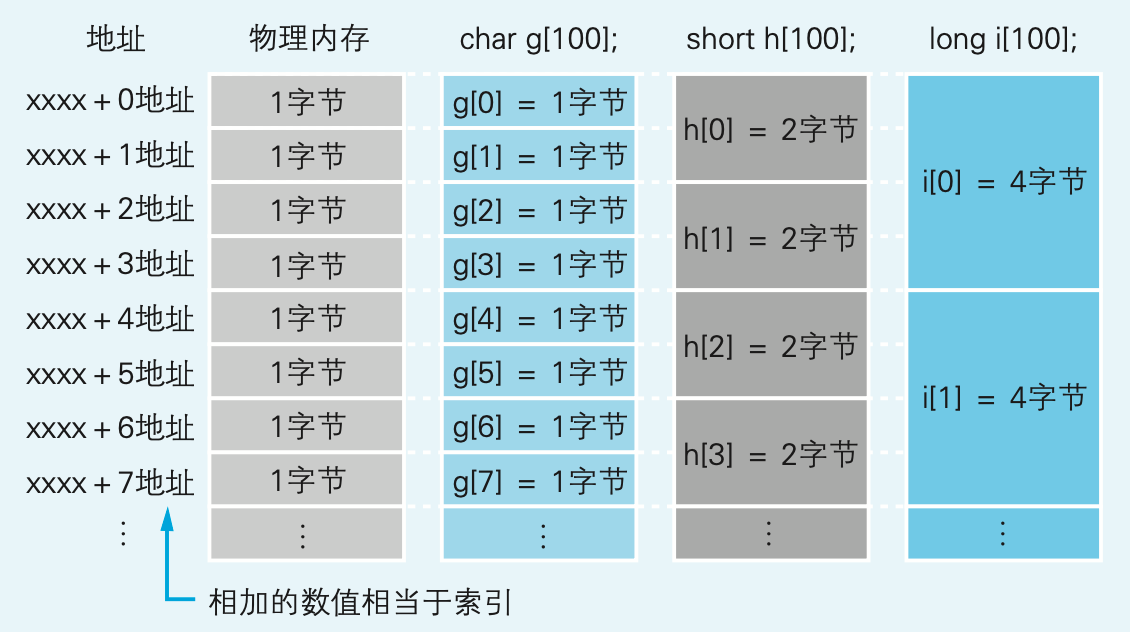 地址 物理内存 char g[100]; short h[100]; long i[100];
xxxx + 0地址 1字节 g[0] = 1字节
h[0] = 2字节
xxxx + 1地址 1字节 g[1] = 1字节
i[0] = 4字节
xxxx + 2地址 1字节 g[2] = 1字节
h[1] = 2字节
xxxx + 3地址 1字节 g[3] = 1字节
xxxx + 4地址 1字节 g[4] = 1字节
h[2] = 2字节
xxxx + 5地址 1字节 g[5] = 1字节
i[1] = 4字节
xxxx + 6地址 1字节 g[6] = 1字节
h[3] = 2字节
xxxx + 7地址 1字节 g[7] = 1字节
⋮ ⋮ ⋮ ⋮ ⋮
相加的数值相当于索引